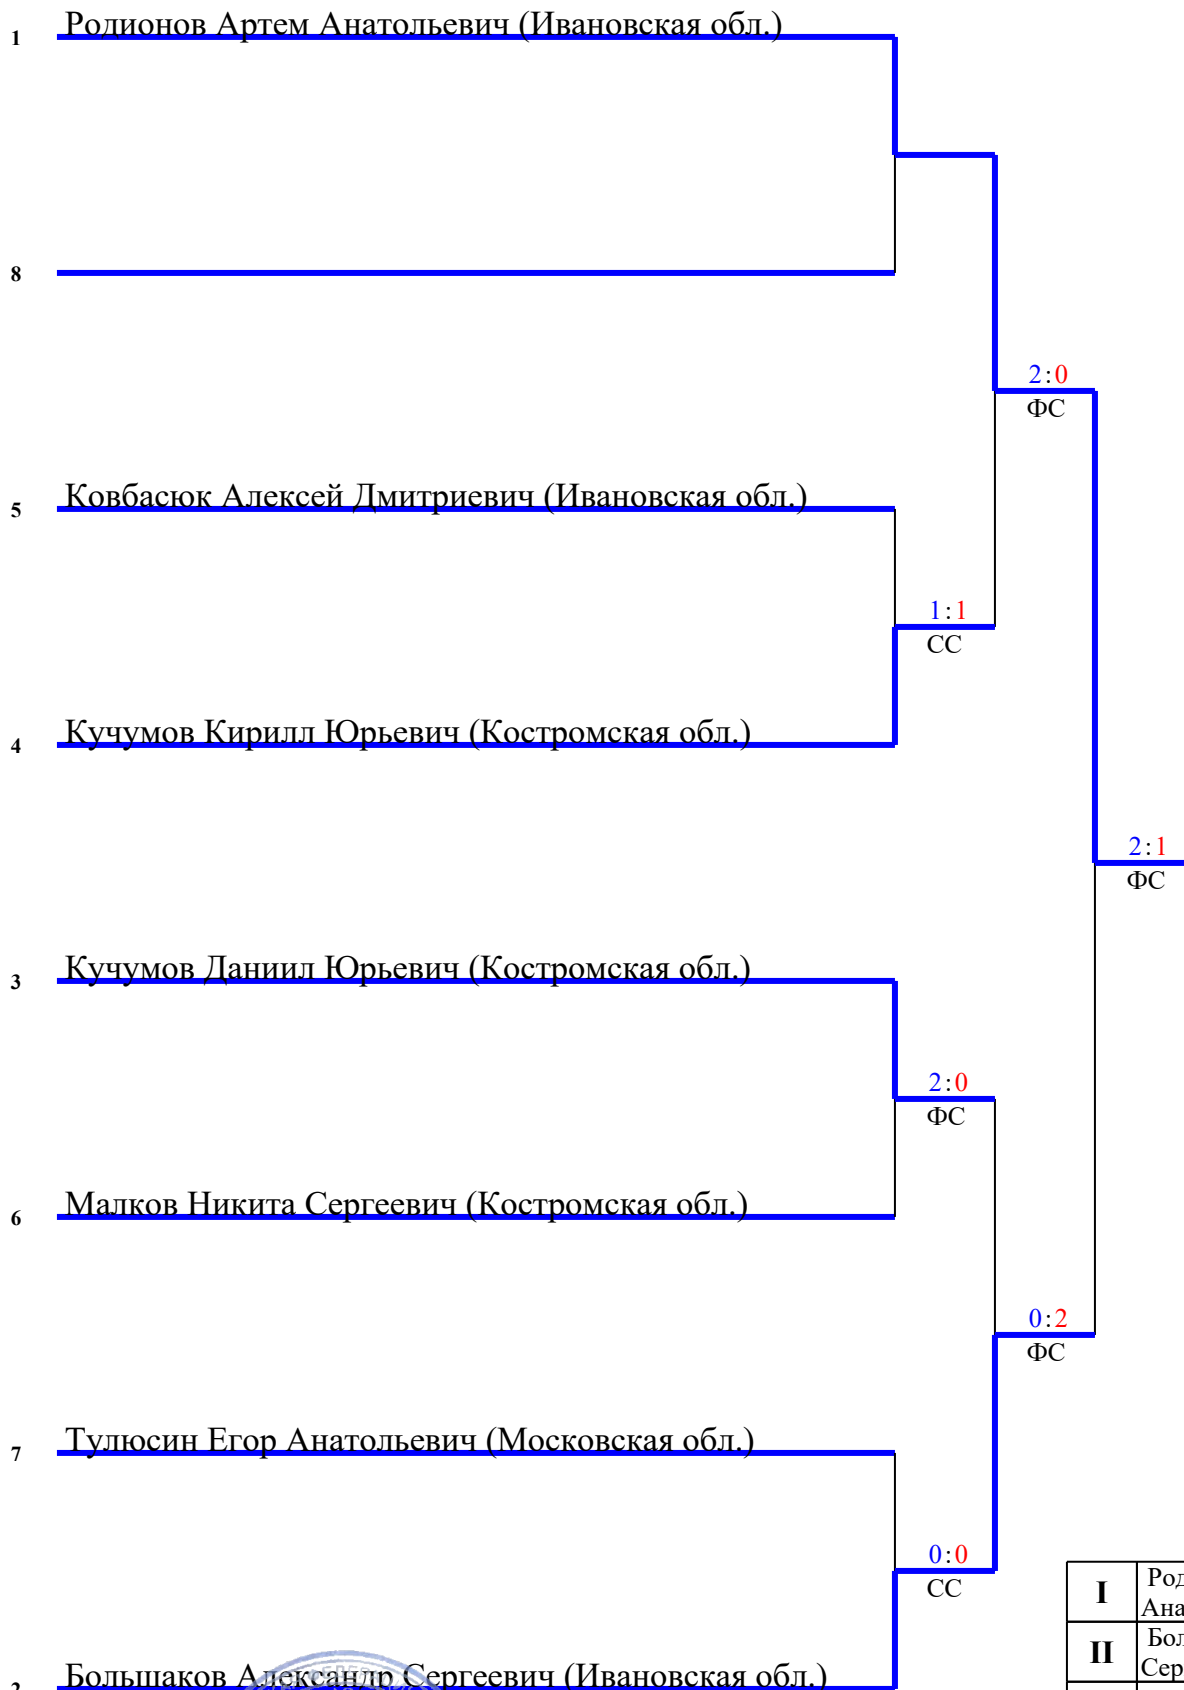 Родионов Артем Анатольевич (Ивановская обл.)
1
8
2:0
ФС
Ковбасюк Алексей Дмитриевич (Ивановская обл.)
5
1:1
СС
Кучумов Кирилл Юрьевич (Костромская обл.)
4
2:1
ФС
Кучумов Даниил Юрьевич (Костромская обл.)
3
2:0
ФС
Малков Никита Сергеевич (Костромская обл.)
6
0:2
ФС
Тулюсин Егор Анатольевич (Московская обл.)
7
0:0
СС
I
II
Большаков Александр Сергеевич (Ивановская обл.)
2